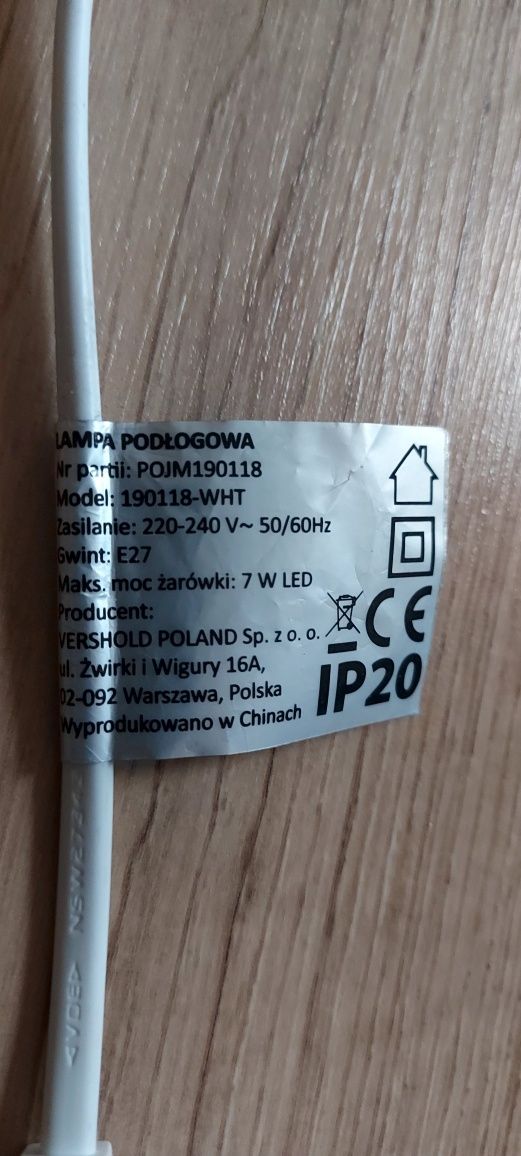 LAMPA PODŁOGOWA
Nr partii: POJM190118
Model: 190118-WHT
Zasilanie: 220-240 V~ 50/60Hz
Gwint: E27
Maks. moc żarówki: 7 W LED
Producent:
VERSHOLD POLAND Sp. z o. o.
ul. Żwirki i Wigury 16A,
02-092 Warszawa, Polska
Wyprodukowano w Chinach
CE
IP20